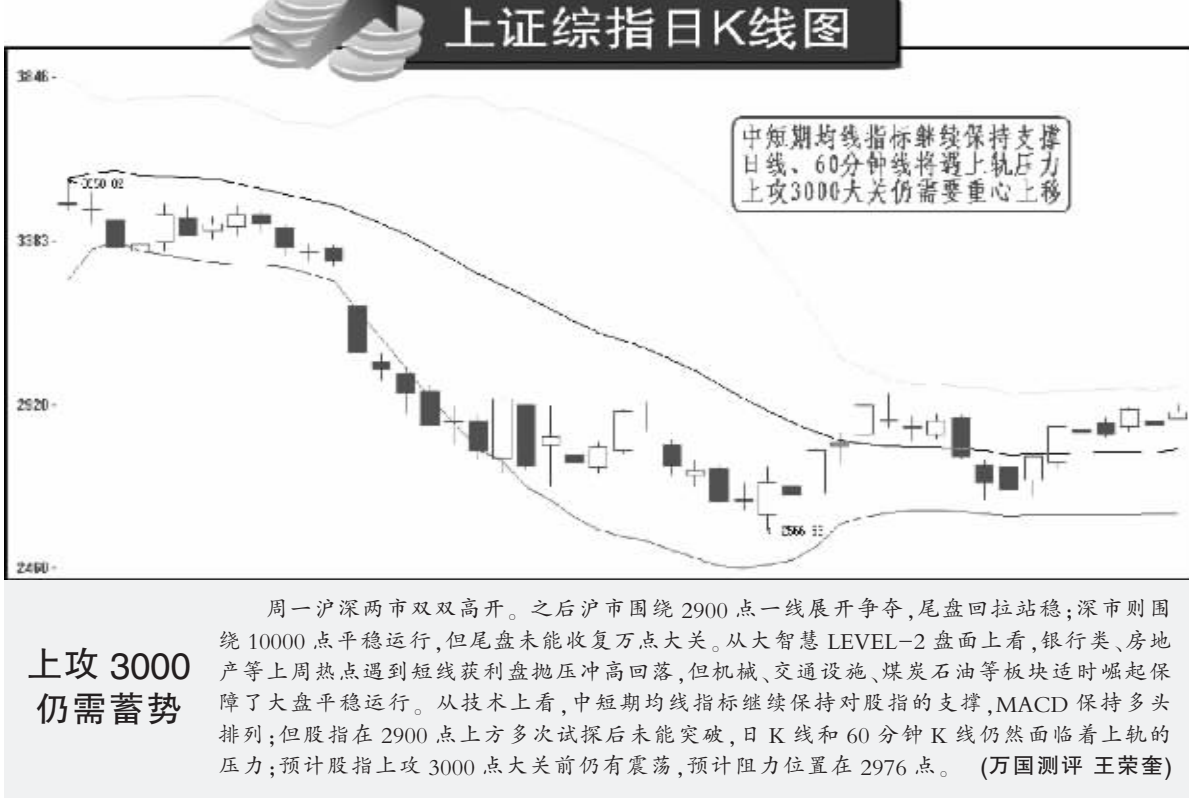 上证综指日K线图
3846
中短期均线指标继续保持支撑
日线、60分钟线将遇上轨压力
上攻3000大关仍需要重心上移
3383
2920
2566.53
2460
上攻 3000
仍需蓄势
周一沪深两市双双高开。之后沪市围绕 2900 点一线展开争夺,尾盘回拉站稳;深市则围
绕 10000 点平稳运行,但尾盘未能收复万点大关。从大智慧 LEVEL-2 盘面上看,银行类、房地
产等上周热点遇到短线获利盘抛压冲高回落,但机械、交通设施、煤炭石油等板块适时崛起保
障了大盘平稳运行。从技术上看,中短期均线指标继续保持对股指的支撑,MACD 保持多头
排列;但股指在 2900 点上方多次试探后未能突破,日 K 线和 60 分钟 K 线仍然面临着上轨的
压力;预计股指上攻 3000 点大关前仍有震荡,预计阻力位置在 2976 点。 (万国测评 王荣奎)